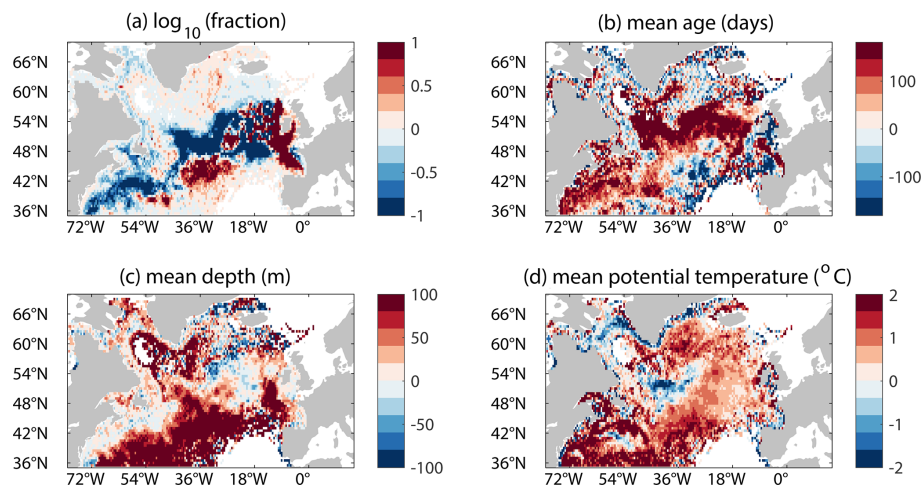 (a) log10 (fraction)
66°N
60°N
54°N
48°N
42°N
36°N
72°W 54°W 36°W 18°W 0°
1
0.5
0
-0.5
-1
(b) mean age (days)
66°N
60°N
54°N
48°N
42°N
36°N
72°W 54°W 36°W 18°W 0°
100
0
-100
(c) mean depth (m)
66°N
60°N
54°N
48°N
42°N
36°N
72°W 54°W 36°W 18°W 0°
100
50
0
-50
-100
(d) mean potential temperature (°C)
66°N
60°N
54°N
48°N
42°N
36°N
72°W 54°W 36°W 18°W 0°
2
1
0
-1
-2